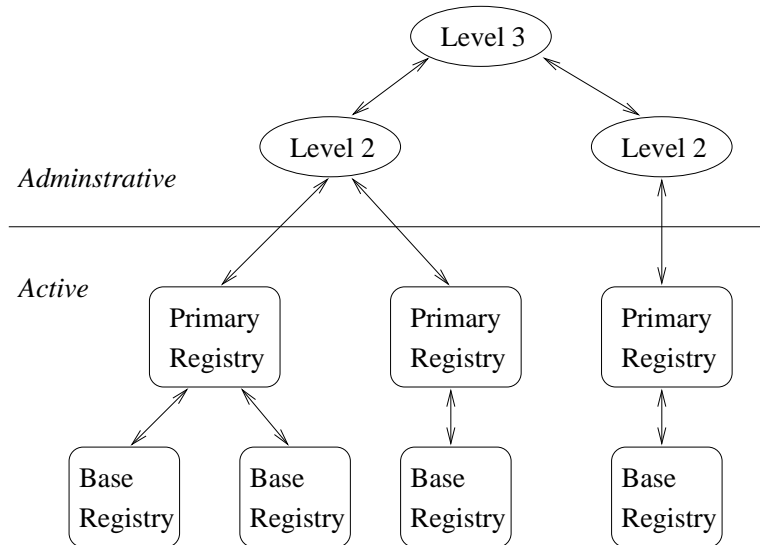 Level 3
Level 2
Level 2
Adminstrative
Active
Primary
Registry
Primary
Registry
Primary
Registry
Base
Registry
Base
Registry
Base
Registry
Base
Registry